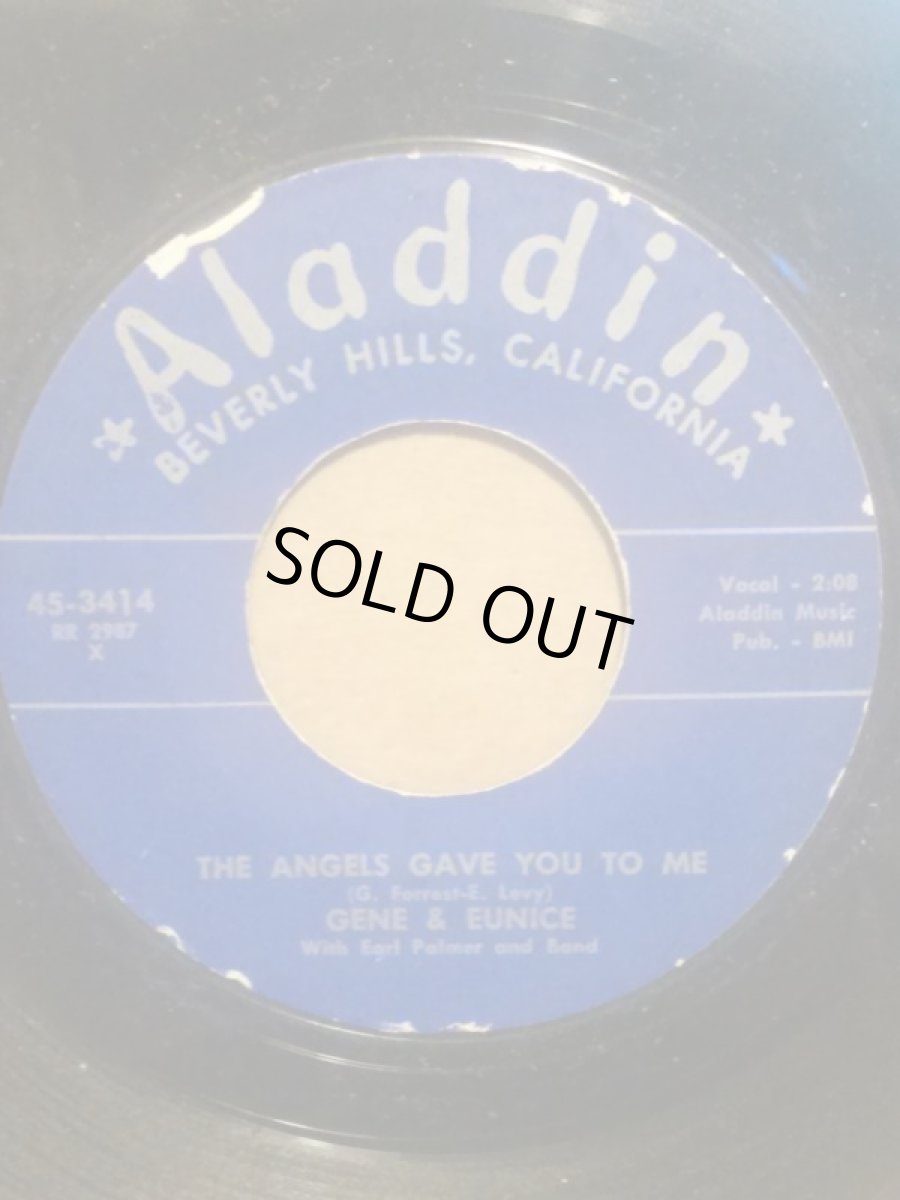 Aladdin
BEVERLY HILLS, CALIFORNIA
SOLD OUT
45-3414
RR 2987
X
Vocal - 2:08
Aladdin Music
Pub. - BMI
THE ANGELS GAVE YOU TO ME
(G. Forrest-E. Levy)
GENE & EUNICE
With Earl Palmer and Band